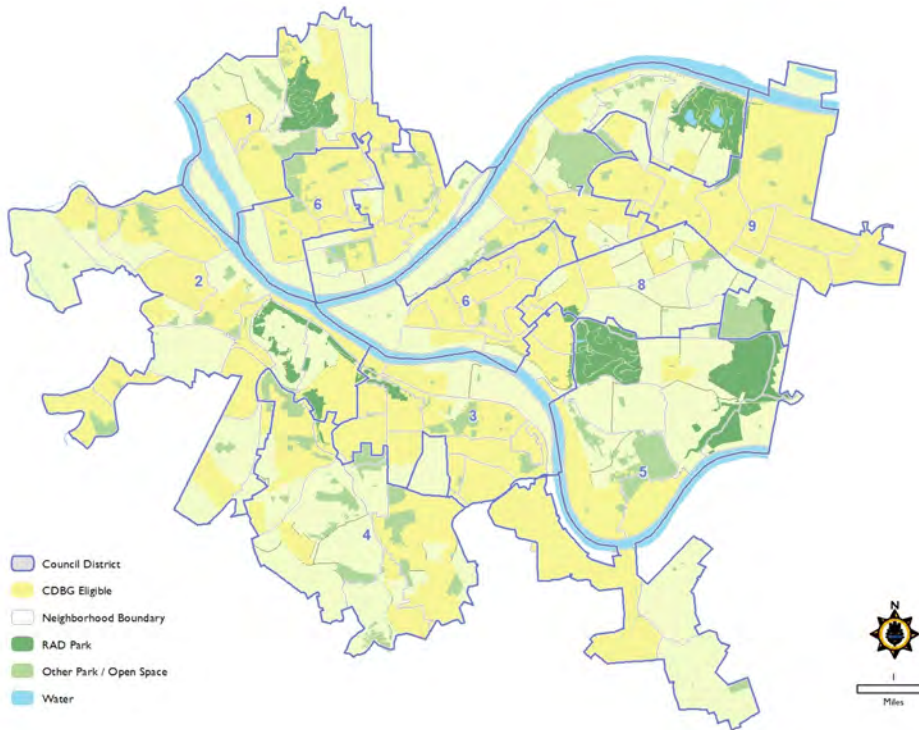 1
6
7
9
2
6
8
3
5
4
Council District
CDBG Eligible
Neighborhood Boundary
RAD Park
Other Park / Open Space
Water
N
1
Miles